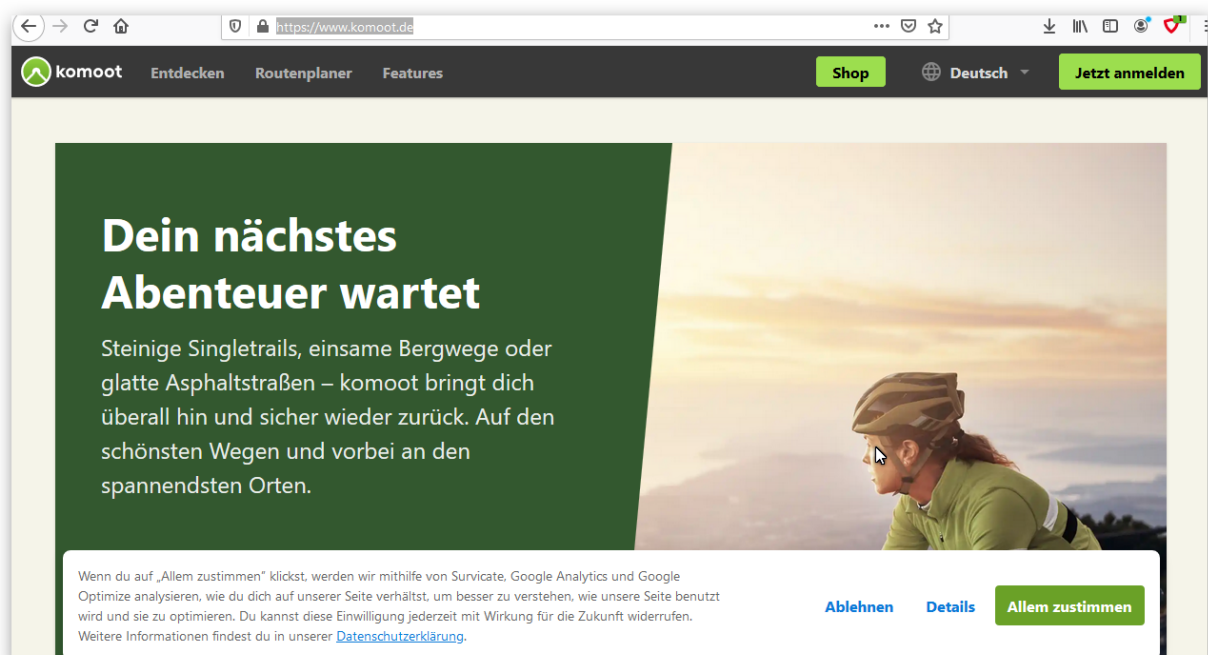 https://www.komoot.de
1
komoot Entdecken Routenplaner Features Shop Deutsch Jetzt anmelden
Dein nächstes
Abenteuer wartet
Steinige Singletrails, einsame Bergwege oder
glatte Asphaltstraßen – komoot bringt dich
überall hin und sicher wieder zurück. Auf den
schönsten Wegen und vorbei an den
spannendsten Orten.
Wenn du auf „Allem zustimmen“ klickst, werden wir mithilfe von Survicate, Google Analytics und Google
Optimize analysieren, wie du dich auf unserer Seite verhältst, um besser zu verstehen, wie unsere Seite benutzt
wird und sie zu optimieren. Du kannst diese Einwilligung jederzeit mit Wirkung für die Zukunft widerrufen.
Weitere Informationen findest du in unserer Datenschutzerklärung.
Ablehnen Details Allem zustimmen